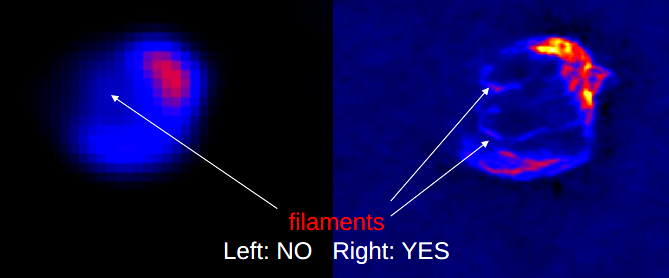 filaments
Left: NO Right: YES